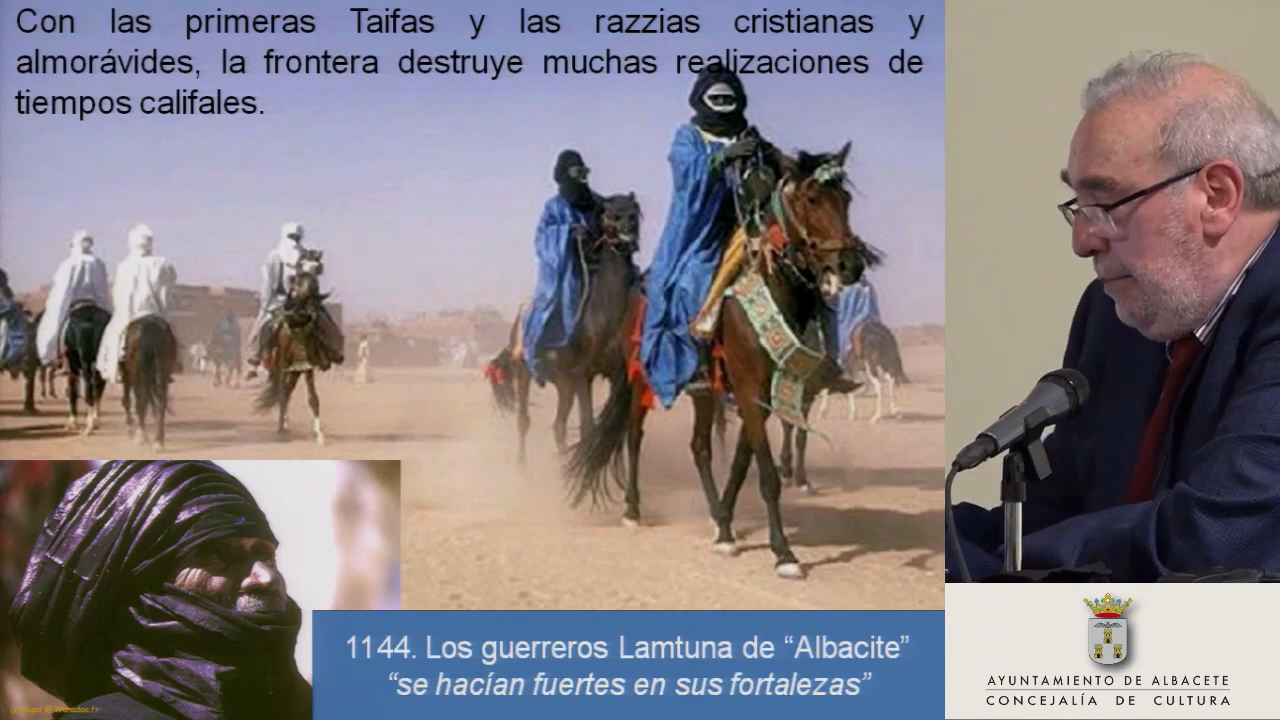 Con las primeras Taifas y las razzias cristianas y
almorávides, la frontera destruye muchas realizaciones de
tiempos califales.
1144. Los guerreros Lamtuna de “Albacite”
“se hacían fuertes en sus fortalezas”
AYUNTAMIENTO DE ALBACETE
CONCEJALÍA DE CULTURA